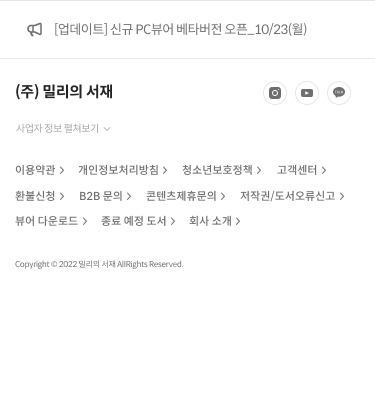 [업데이트] 신규 PC뷰어 베타버전 오픈_10/23(월)
(주) 밀리의 서재
사업자 정보 펼쳐보기
이용약관 개인정보처리방침 청소년보호정책 고객센터
환불신청 B2B 문의 콘텐츠제휴문의 저작권/도서오류신고
뷰어 다운로드 종료 예정 도서 회사 소개
Copyright © 2022 밀리의 서재 AllRights Reserved.